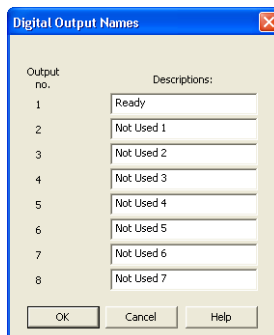 Digital Output Names
Output no.
Descriptions:
1 Ready
2 Not Used 1
3 Not Used 2
4 Not Used 3
5 Not Used 4
6 Not Used 5
7 Not Used 6
8 Not Used 7
OK Cancel Help